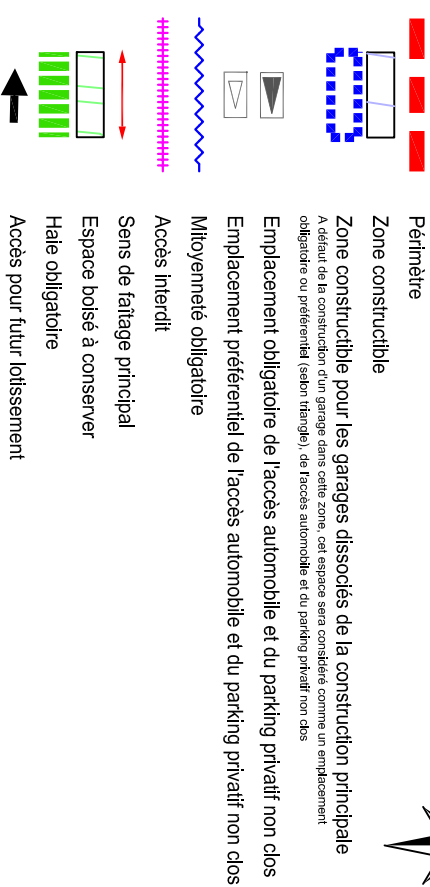 Périmètre
Zone constructible
Zone constructible pour les garages dissociés de la construction principale
A défaut de la construction d'un garage dans cette zone, cet espace sera considéré comme un emplacement
obligatoire ou préférentiel (selon triangle), de l'accès automobile et du parking privatif non clos
Emplacement obligatoire de l'accès automobile et du parking privatif non clos
Emplacement préférentiel de l'accès automobile et du parking privatif non clos
Mitoyenneté obligatoire
Accès interdit
Sens de faîtage principal
Espace boisé à conserver
Haie obligatoire
Accès pour futur lotissement